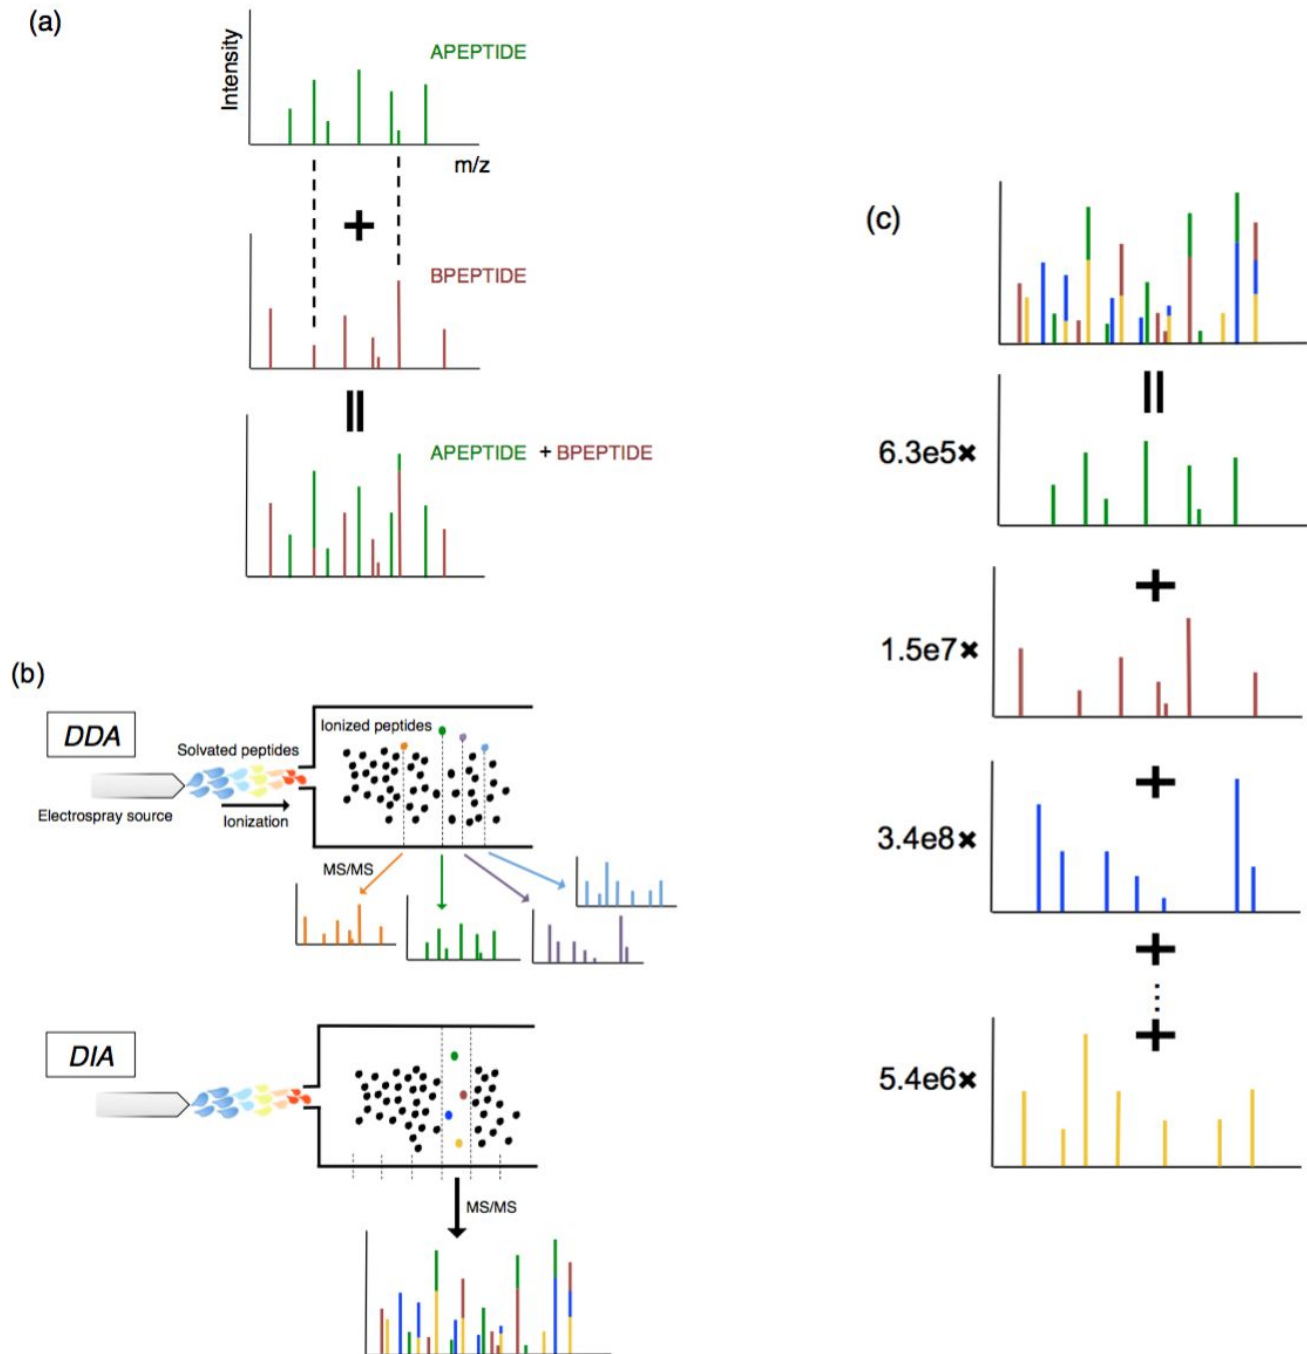 (a)
Intensity
APEPTIDE
m/z
BPEPTIDE
APEPTIDE + BPEPTIDE
(b)
DDA
Solvated peptides
Ionized peptides
Electrospray source
Ionization
MS/MS
DIA
MS/MS
(c)
6.3e5×
+
1.5e7×
+
3.4e8×
+
+
5.4e6×